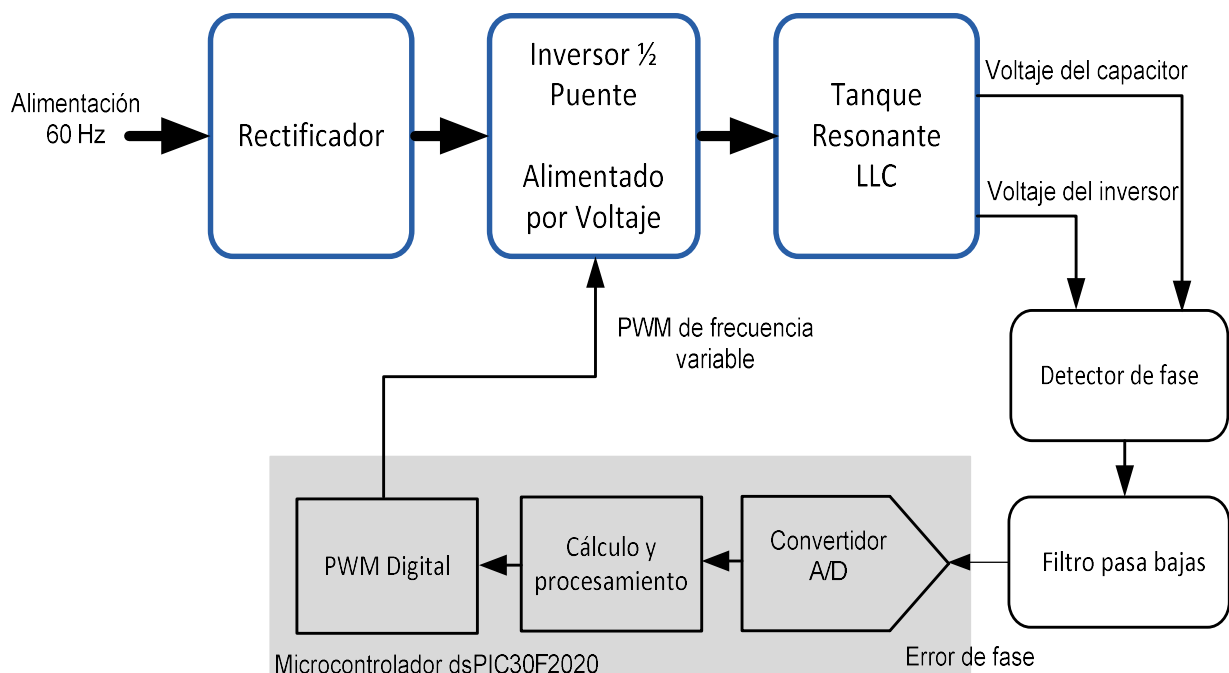 Alimentación
60 Hz
Rectificador
Inversor ½
Puente
Alimentado
por Voltaje
Tanque
Resonante
LLC
Voltaje del capacitor
Voltaje del inversor
PWM de frecuencia
variable
Detector de fase
Filtro pasa bajas
Error de fase
Convertidor
A/D
Cálculo y
procesamiento
PWM Digital
Microcontrolador dsPIC30F2020